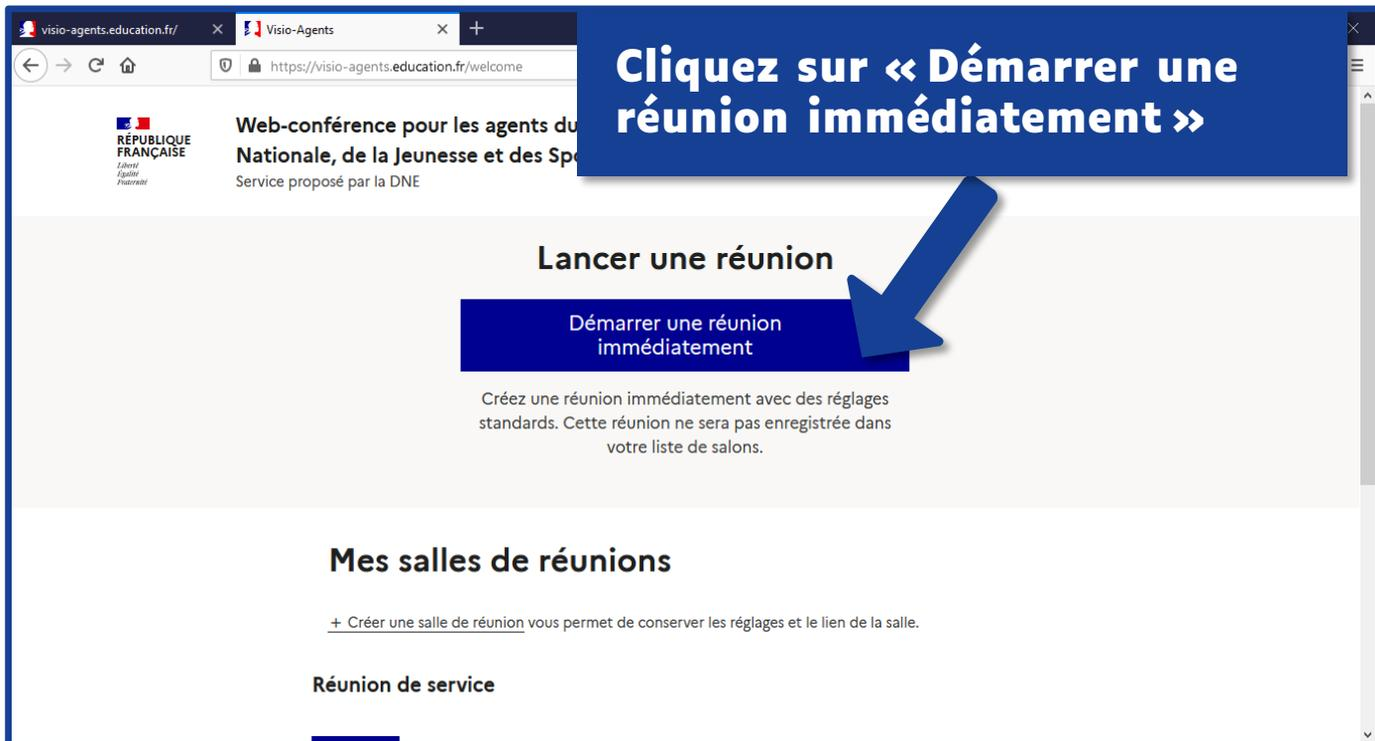 visio-agents.education.fr/
Visio-Agents
https://visio-agents.education.fr/welcome
Cliquez sur « Démarrer une
réunion immédiatement »
RÉPUBLIQUE
FRANÇAISE
Liberté
Égalité
Fraternité
Web-conférence pour les agents du
Nationale, de la Jeunesse et des Spo
Service proposé par la DNE
Lancer une réunion
Démarrer une réunion
immédiatement
Créez une réunion immédiatement avec des réglages
standards. Cette réunion ne sera pas enregistrée dans
votre liste de salons.
Mes salles de réunions
+ Créer une salle de réunion vous permet de conserver les réglages et le lien de la salle.
Réunion de service